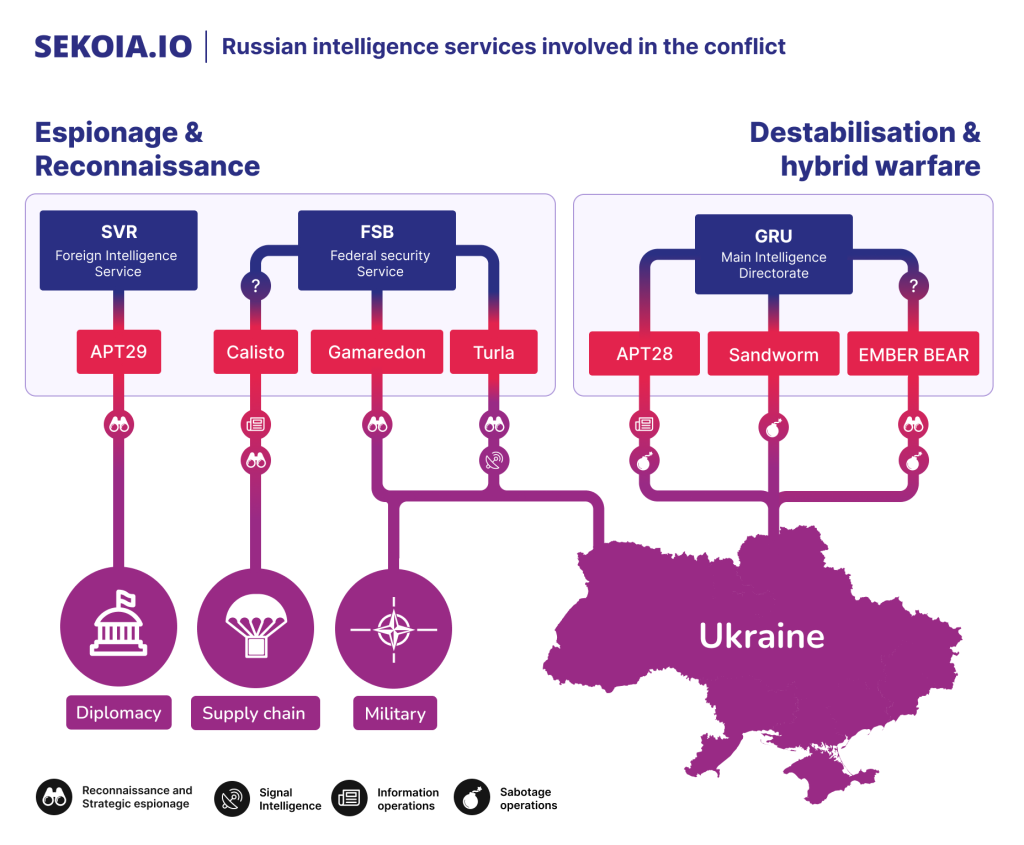 SEKOIA.IO
Russian intelligence services involved in the conflict
Espionage &
Reconnaissance
Destabilisation &
hybrid warfare
SVR
Foreign Intelligence
Service
FSB
Federal security
Service
GRU
Main Intelligence
Directorate
?
?
APT29
Calisto
Gamaredon
Turla
APT28
Sandworm
EMBER BEAR
Ukraine
Diplomacy
Supply chain
Military
Reconnaissance and
Strategic espionage
Signal
Intelligence
Information
operations
Sabotage
operations